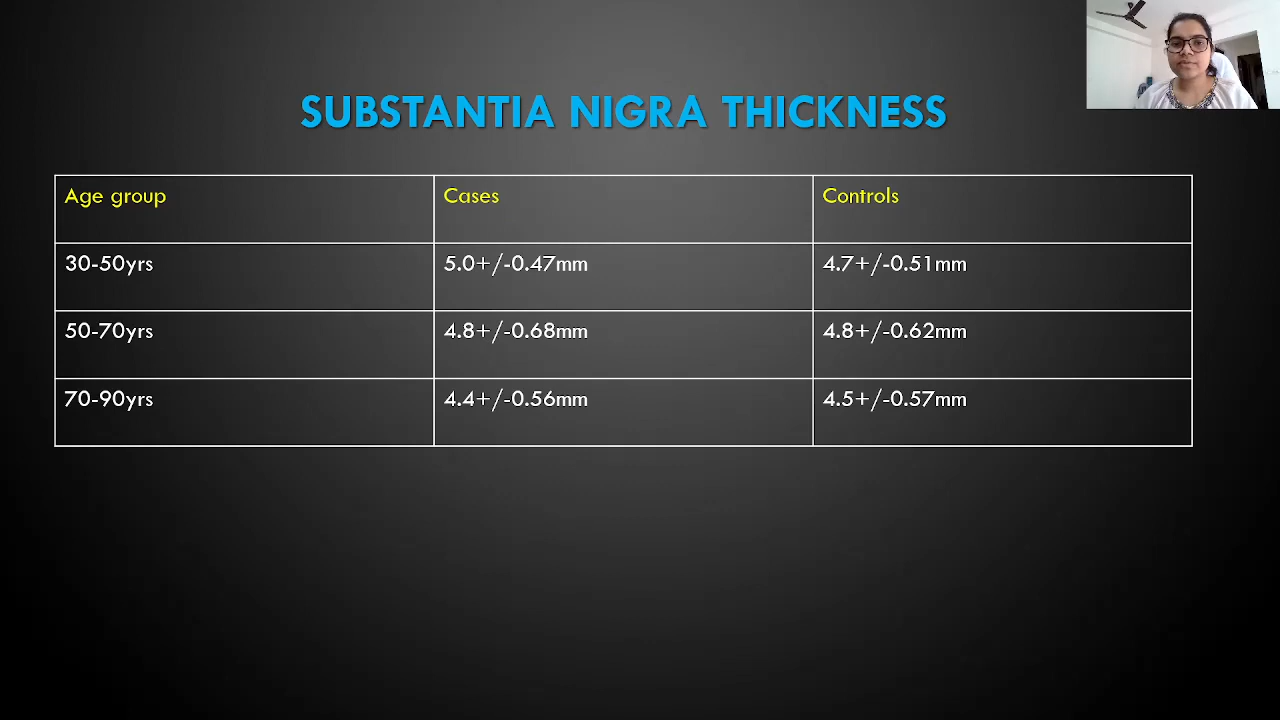 SUBSTANTIA NIGRA THICKNESS
Age group Cases Controls
30-50yrs 5.0+/-0.47mm 4.7+/-0.51mm
50-70yrs 4.8+/-0.68mm 4.8+/-0.62mm
70-90yrs 4.4+/-0.56mm 4.5+/-0.57mm